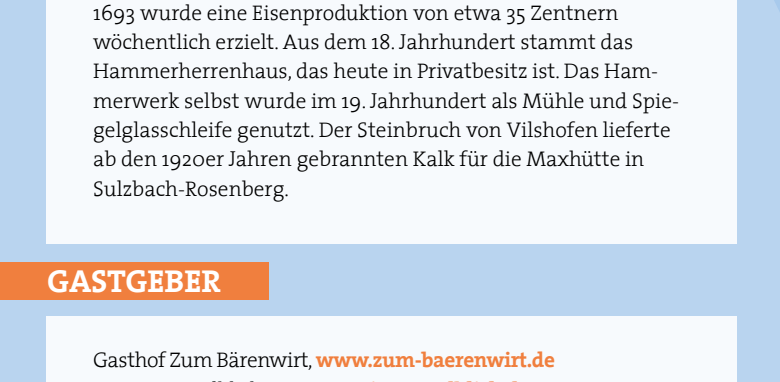 1693 wurde eine Eisenproduktion von etwa 35 Zentnern
wöchentlich erzielt. Aus dem 18. Jahrhundert stammt das
Hammerherrenhaus, das heute in Privatbesitz ist. Das Ham-
merwerk selbst wurde im 19. Jahrhundert als Mühle und Spie-
gelglasschleife genutzt. Der Steinbruch von Vilshofen lieferte
ab den 1920er Jahren gebrannten Kalk für die Maxhütte in
Sulzbach-Rosenberg.
GASTGEBER
Gasthof Zum Bärenwirt, www.zum-baerenwirt.de